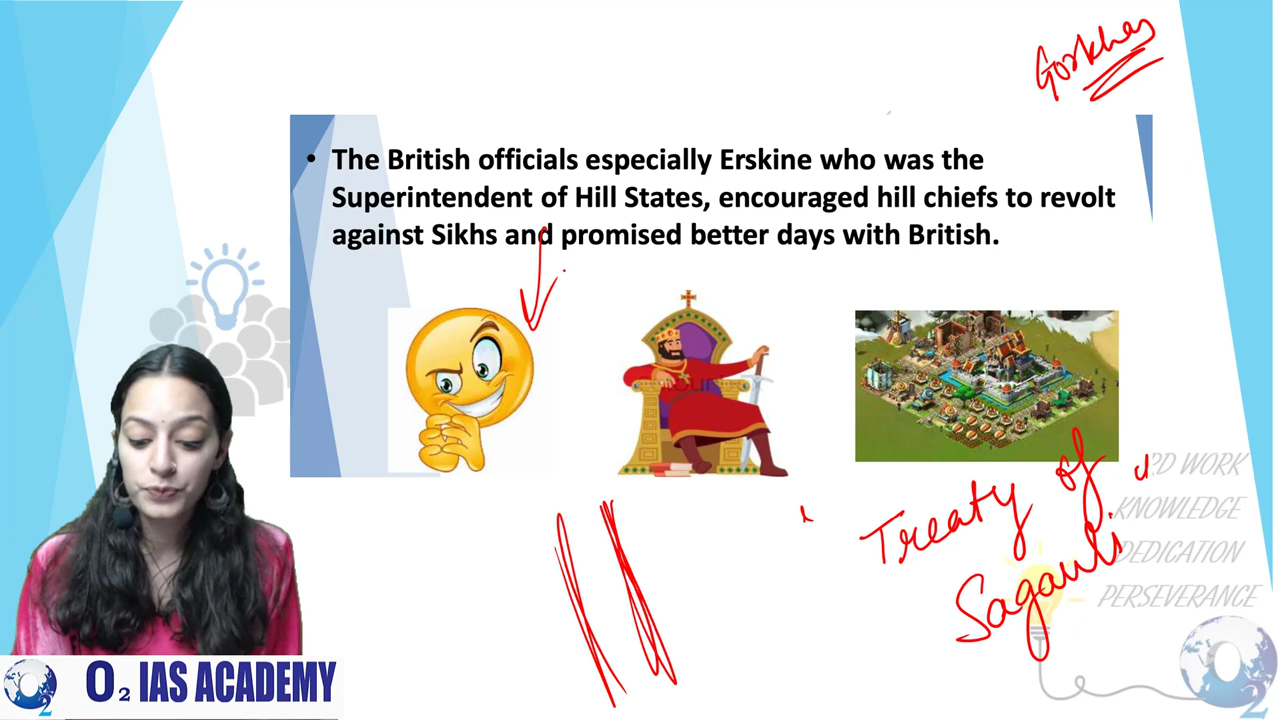 Gorkhas
• The British officials especially Erskine who was the
Superintendent of Hill States, encouraged hill chiefs to revolt
against Sikhs and promised better days with British.
Treaty of
Sagauli
WORK
KNOWLEDGE
DEDICATION
PERSEVERANCE
O2 IAS ACADEMY